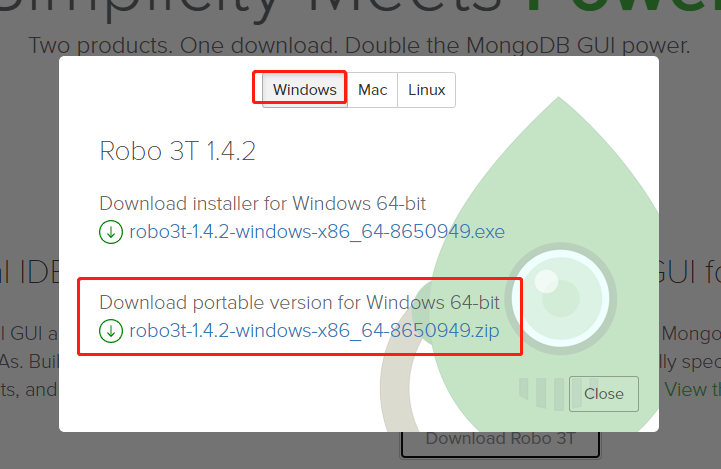 Simplicity Meets Power
Two products. One download. Double the MongoDB GUI power.
Windows
Mac
Linux
Robo 3T 1.4.2
Download installer for Windows 64-bit
robo3t-1.4.2-windows-x86_64-8650949.exe
Download portable version for Windows 64-bit
robo3t-1.4.2-windows-x86_64-8650949.zip
Close
l IDE
GUI fo
l GUI a
Mongo
As. Buil
lly spec
ts, and
View th
Download Robo 3T